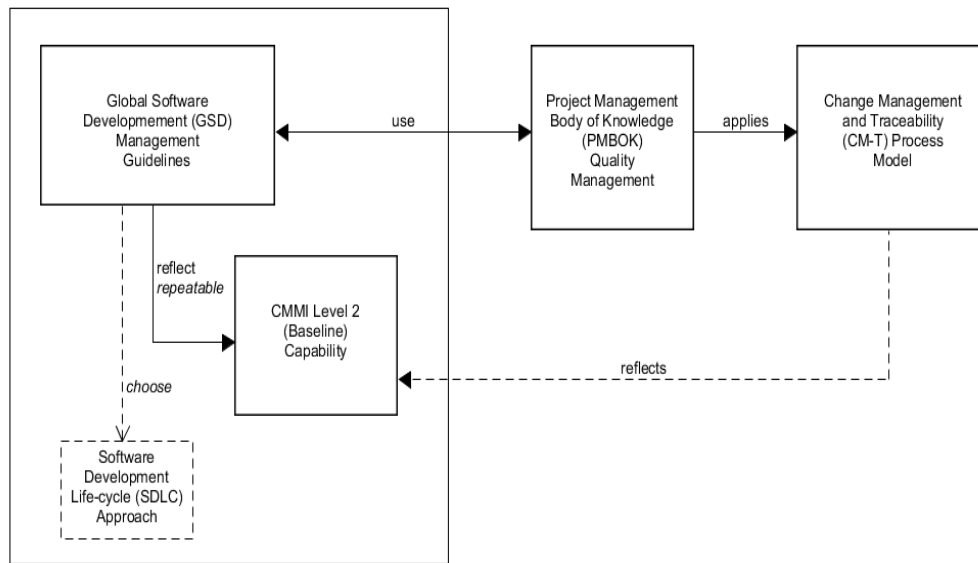 Global Software
Developement (GSD)
Management
Guidelines
use
Project Management
Body of Knowledge
(PMBOK)
Quality
Management
applies
Change Management
and Traceability
(CM-T) Process
Model
reflect
repeatable
CMMI Level 2
(Baseline)
Capability
reflects
choose
Software
Development
Life-cycle (SDLC)
Approach